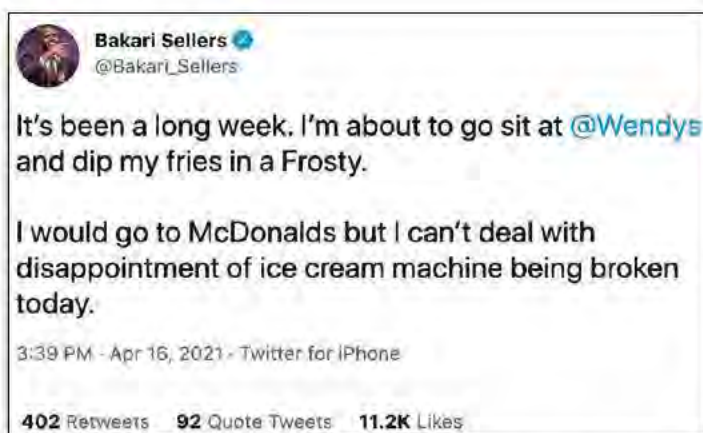 Bakari Sellers
@Bakari_Sellers
It's been a long week. I'm about to go sit at @Wendys
and dip my fries in a Frosty.
I would go to McDonalds but I can't deal with
disappointment of ice cream machine being broken
today.
3:39 PM · Apr 16, 2021 · Twitter for iPhone
402 Retweets 92 Quote Tweets 11.2K Likes